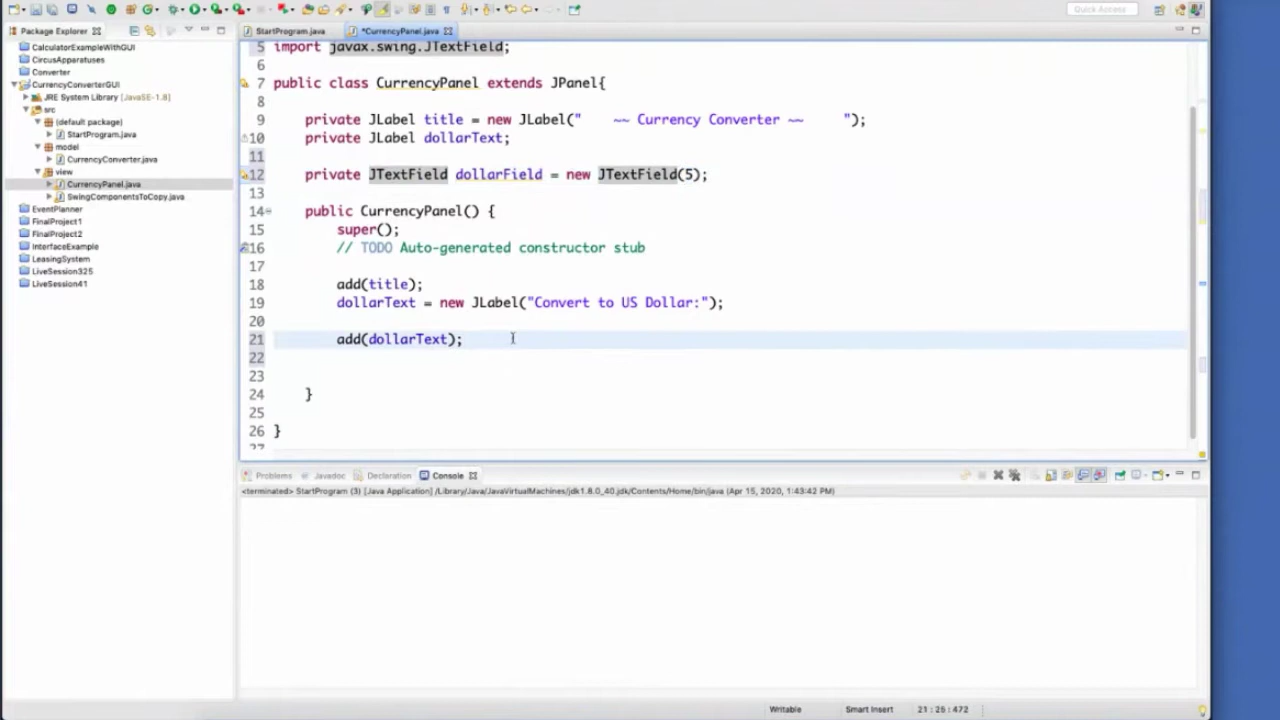 Quick Access
Package Explorer
CalculatorExampleWithGUI
CircusApparatuses
Converter
CurrencyConverterGUI
JRE System Library [JavaSE-1.8]
src
(default package)
StartProgram.java
model
CurrencyConverter.java
view
CurrencyPanel.java
SwingComponentsToCopy.java
EventPlanner
FinalProject1
FinalProject2
InterfaceExample
LeasingSystem
LiveSession325
LiveSession41
StartProgram.java
*CurrencyPanel.java
5 import javax.swing.JTextField;
6
7 public class CurrencyPanel extends JPanel{
8
9 private JLabel title = new JLabel("    ~~ Currency Converter ~~     ");
10 private JLabel dollarText;
11
12 private JTextField dollarField = new JTextField(5);
13
14 public CurrencyPanel() {
15 super();
16 // TODO Auto-generated constructor stub
17
18 add(title);
19 dollarText = new JLabel("Convert to US Dollar:");
20
21 add(dollarText);
22
23
24 }
25
26 }
27
Problems
Javadoc
Declaration
Console
<terminated> StartProgram (3) [Java Application] /Library/Java/JavaVirtualMachines/jdk1.8.0_40.jdk/Contents/Home/bin/java (Apr 15, 2020, 1:43:42 PM)
Writable
Smart Insert
21 : 25 : 472